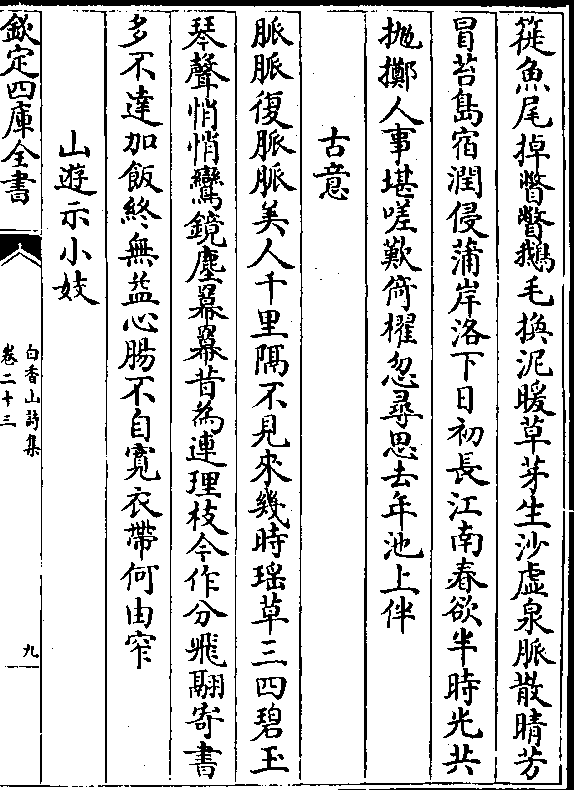 簁魚尾掉瞥瞥鵝毛換泥暖草芽生沙虚泉脈散晴芳
冒苔島宿潤侵蒲岸洛下日初長江南春欲半時光共
抛擲人事堪嗟歎倚櫂忽尋思去年池上伴
古意
脈脈復脈脈美人千里隔不見來幾時瑶草三四碧玉
琴聲悄悄鸞鏡塵羃羃昔為連理枝今作分飛翮寄書
多不達加飯終無益心腸不自寛衣帶何由窄
山遊示小妓
欽定四庫全書
白香山詩集
卷二十三
九